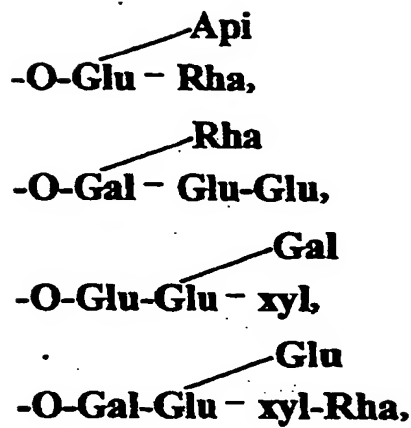 Api
-O-Glu - Rha,
Rha
-O-Gal - Glu-Glu,
Gal
-O-Glu-Glu - xyl,
Glu
-O-Gal-Glu - xyl-Rha,